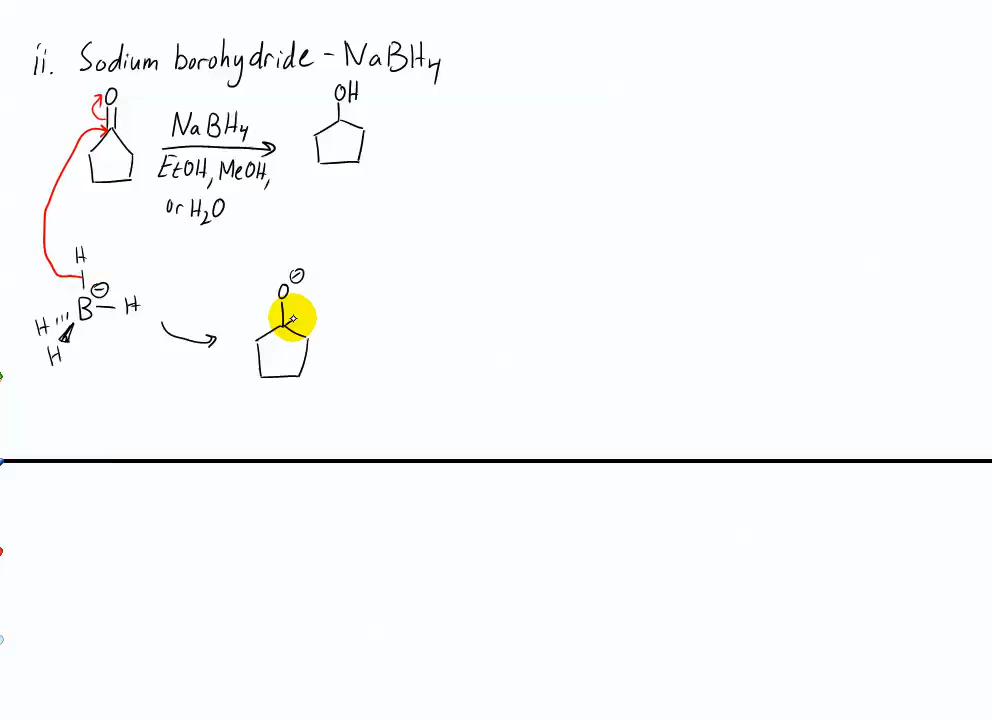 ii. Sodium borohydride - NaBH4
O
OH
NaBH4
EtOH, MeOH,
or H2O
H
⊖
B
H
H
H
⊖
O